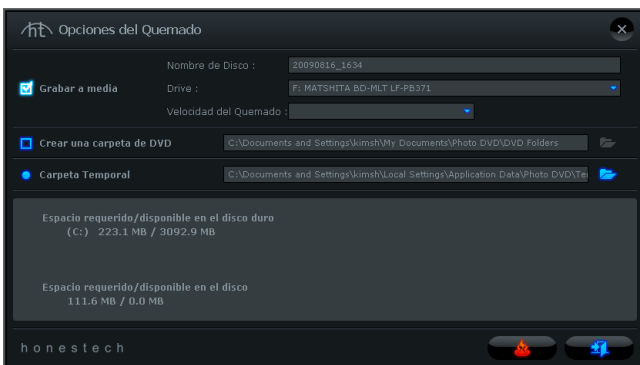 ht Opciones del Quemado
Nombre de Disco : 20090816_1634
Grabar a media Drive : F: MATSHITA BD-MLT LF-PB371
Velocidad del Quemado :
Crear una carpeta de DVD C:\Documents and Settings\kimsh\My Documents\Photo DVD\DVD Folders
Carpeta Temporal C:\Documents and Settings\kimsh\Local Settings\Application Data\Photo DVD\Te
Espacio requerido/disponible en el disco duro
(C:) 223.1 MB / 3092.9 MB
Espacio requerido/disponible en el disco
111.6 MB / 0.0 MB
honestech